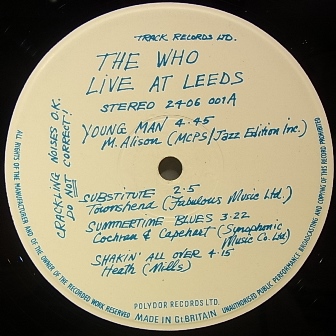 TRACK RECORDS LTD.
THE WHO
LiVE AT LEEDS
STEREO 2406 001A
YOUNG MAN 4·45
M. Alison (MCPS/Jazz Edition Inc.)
CRACKLING NOISES O.K.
DO NOT CORRECT!
SUBSTITUTE 2·5
Townshend (Fabulous Music Ltd.)
SUMMERTIME BLUES 3·22
Cochran & Capehart (Synophonic
Music Co. Ltd)
SHAKIN' ALL OVER 4·15
Heath (Mills)
POLYDOR RECORDS LTD.
MADE IN Gt. BRITAIN
ALL RIGHTS OF THE MANUFACTURER AND OF THE OWNER OF THE RECORDED WORK RESERVED
UNAUTHORISED PUBLIC PERFORMANCE BROADCASTING AND COPYING OF THIS RECORD PROHIBITED